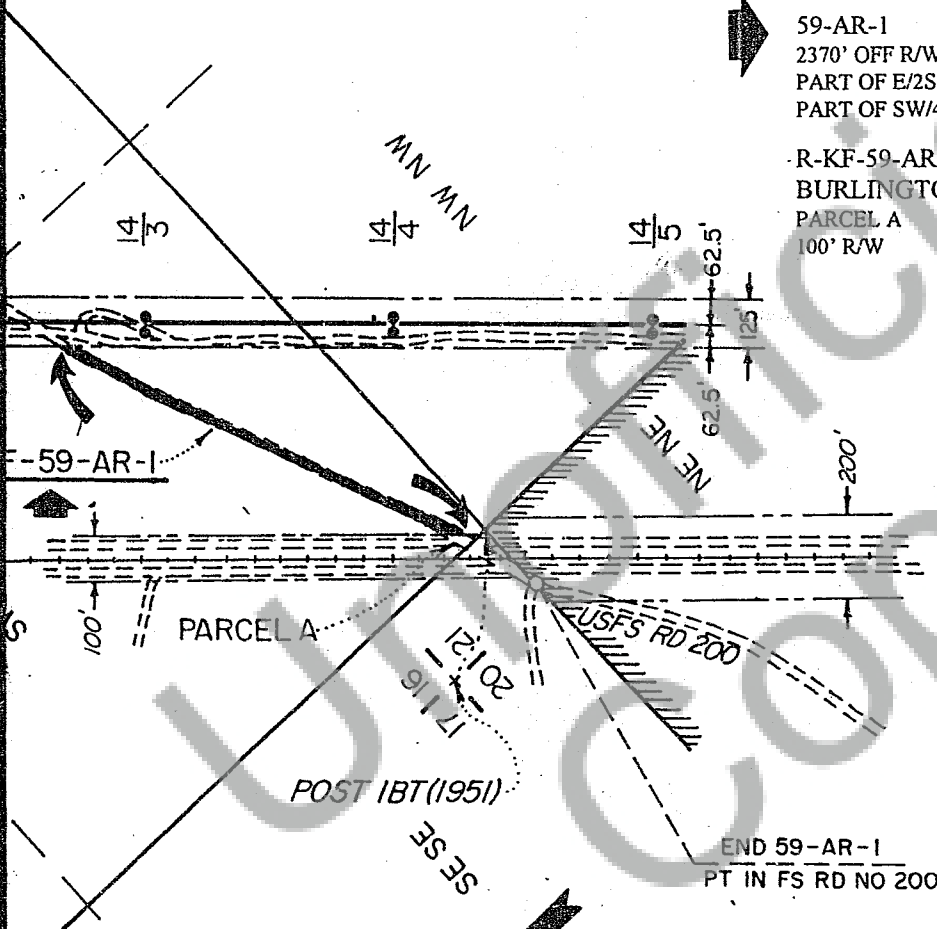 59-AR-1
2370' OFF R/W
PART OF E/2S
PART OF SW/4
R-KF-59-AR
BURLINGTO
PARCEL A
100' R/W
NW NW
14/3
14/4
14/5
62.5'
125'
62.5'
NE NE
200'
-59-AR-1
100'
S
PARCEL A
USFS RD 200
17 16
20 21
POST IBT(1951)
SE SE
END 59-AR-1
PT IN FS RD NO 200
Unoffici
Cop